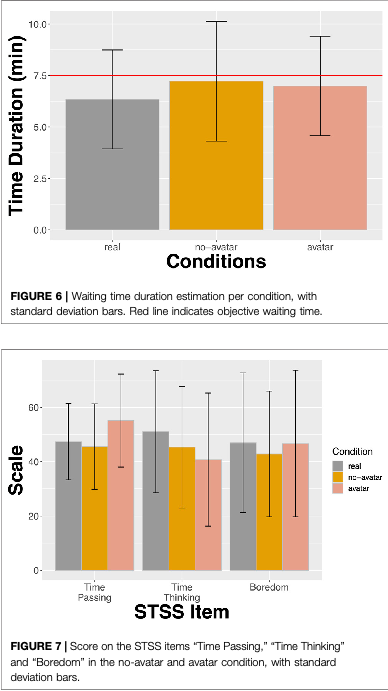 10.0
7.5
5.0
2.5
0.0
Time Duration (min)
real no−avatar avatar
Conditions
FIGURE 6 | Waiting time duration estimation per condition, with
standard deviation bars. Red line indicates objective waiting time.
60
40
20
0
Scale
Condition
real
no−avatar
avatar
Time Passing
Time Thinking
Boredom
STSS Item
FIGURE 7 | Score on the STSS items “Time Passing,” “Time Thinking”
and “Boredom” in the no-avatar and avatar condition, with standard
deviation bars.